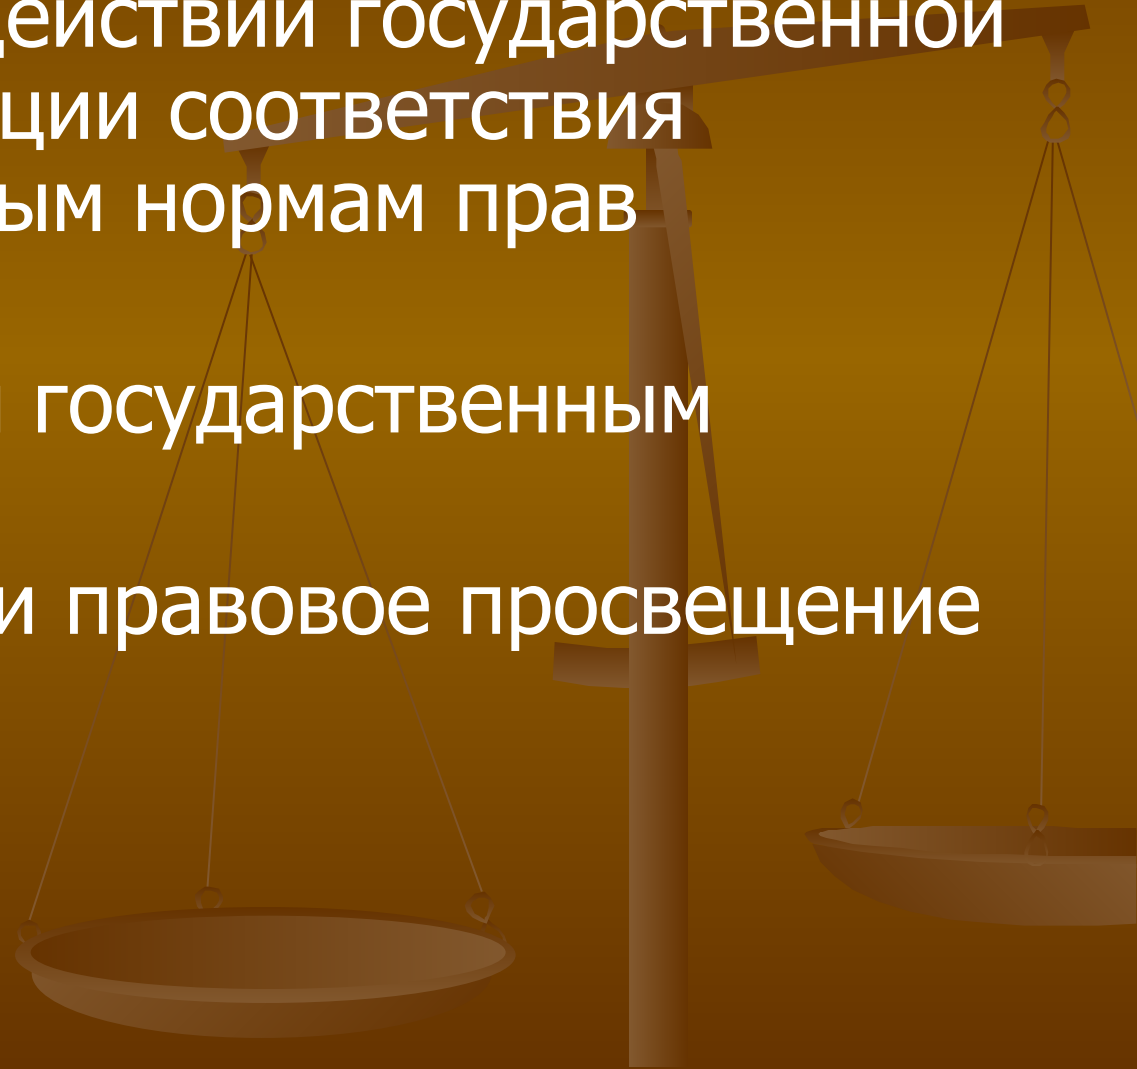 действий государственной
ции соответствия
ым нормам прав
государственным
и правовое просвещение